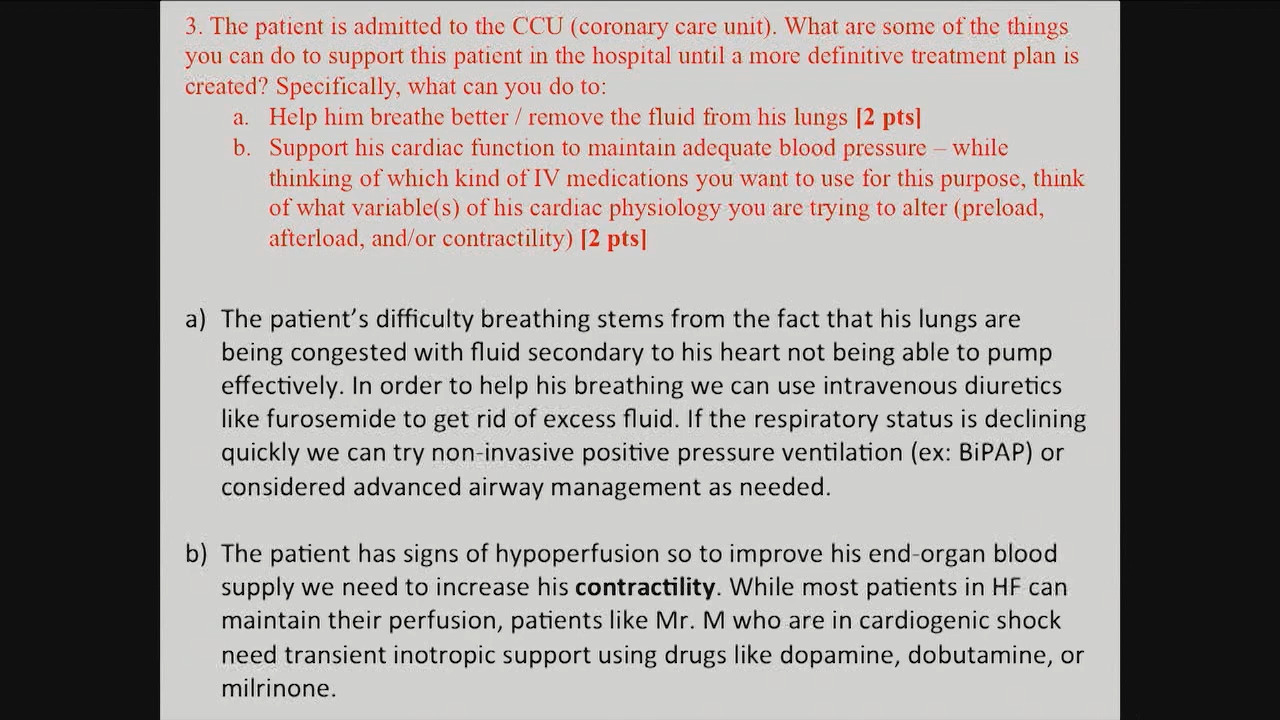 3. The patient is admitted to the CCU (coronary care unit). What are some of the things
you can do to support this patient in the hospital until a more definitive treatment plan is
created? Specifically, what can you do to:
a. Help him breathe better / remove the fluid from his lungs [2 pts]
b. Support his cardiac function to maintain adequate blood pressure – while
thinking of which kind of IV medications you want to use for this purpose, think
of what variable(s) of his cardiac physiology you are trying to alter (preload,
afterload, and/or contractility) [2 pts]
a) The patient’s difficulty breathing stems from the fact that his lungs are
being congested with fluid secondary to his heart not being able to pump
effectively. In order to help his breathing we can use intravenous diuretics
like furosemide to get rid of excess fluid. If the respiratory status is declining
quickly we can try non-invasive positive pressure ventilation (ex: BiPAP) or
considered advanced airway management as needed.
b) The patient has signs of hypoperfusion so to improve his end-organ blood
supply we need to increase his contractility. While most patients in HF can
maintain their perfusion, patients like Mr. M who are in cardiogenic shock
need transient inotropic support using drugs like dopamine, dobutamine, or
milrinone.